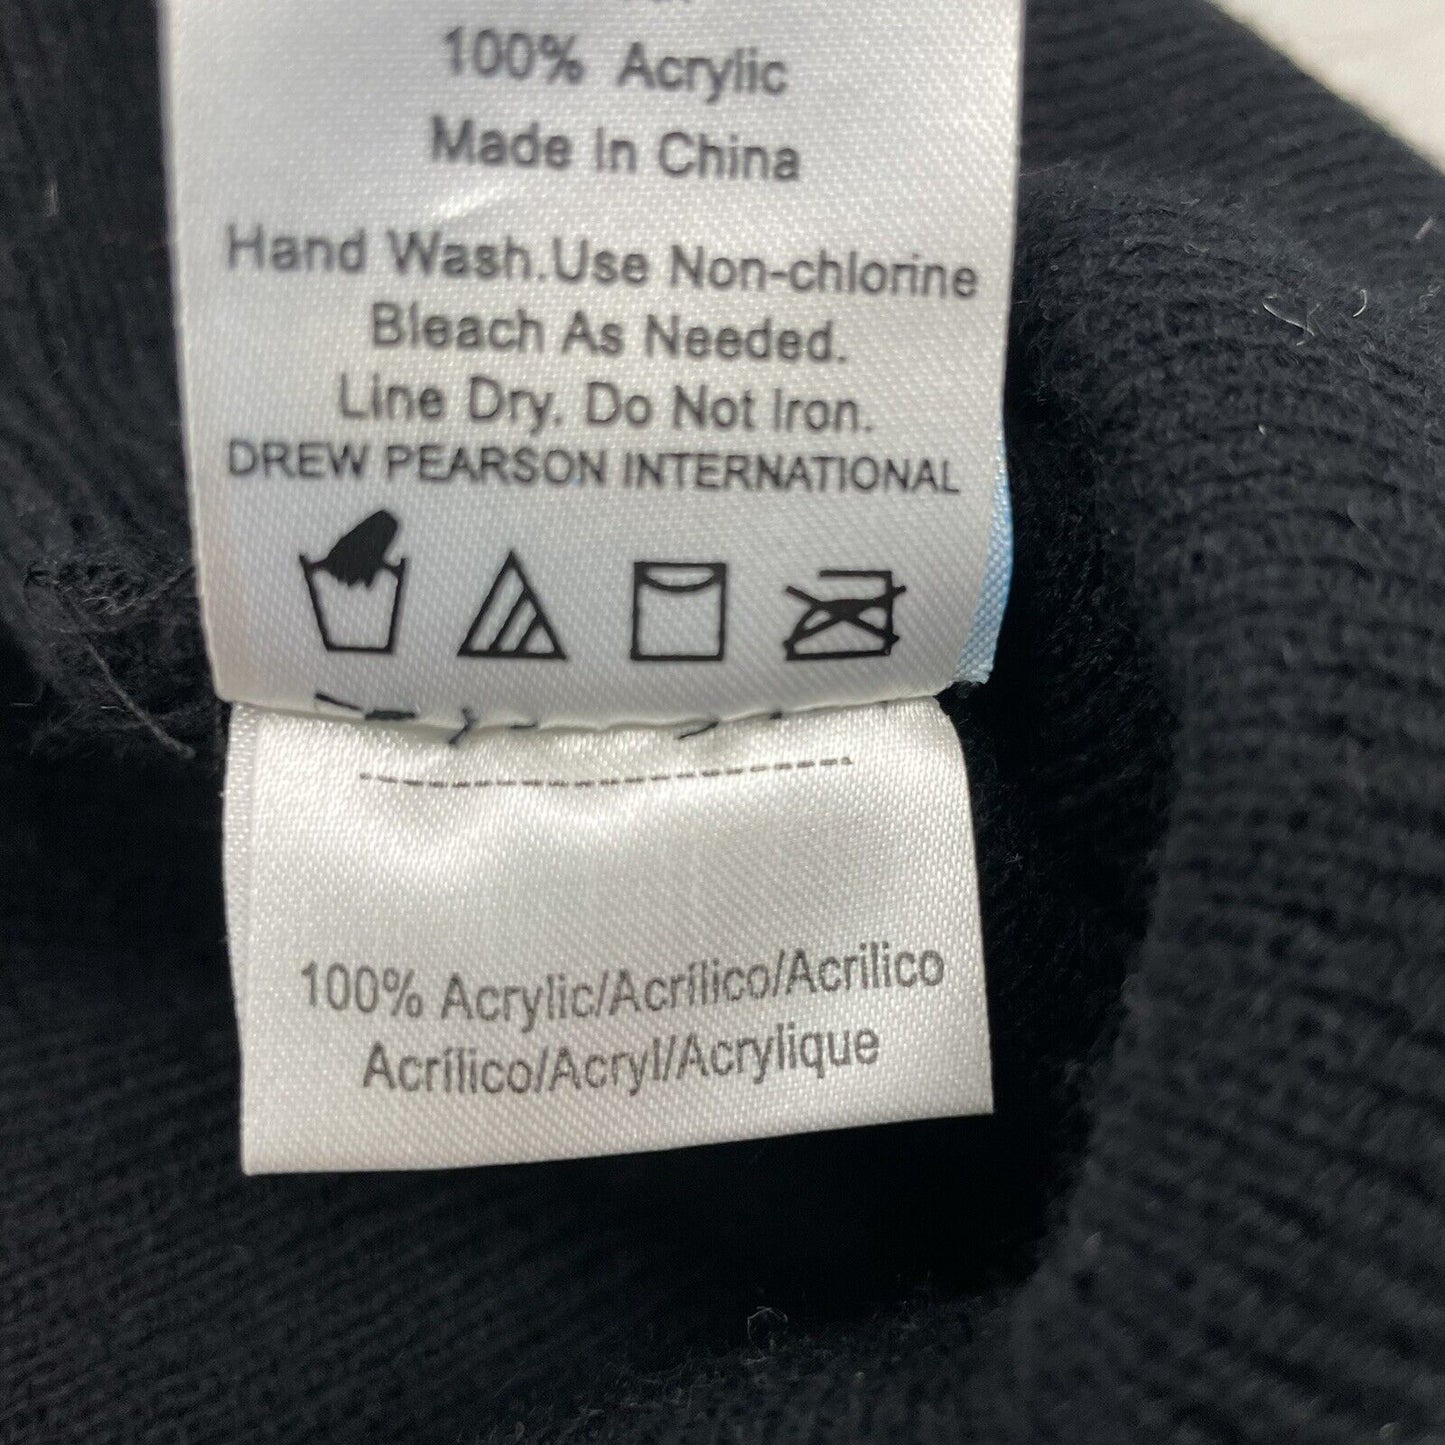 100% Acrylic
Made In China
Hand Wash.Use Non-chlorine
Bleach As Needed.
Line Dry. Do Not Iron.
DREW PEARSON INTERNATIONAL
100% Acrylic/Acrílico/Acrilico
Acrílico/Acryl/Acrylique